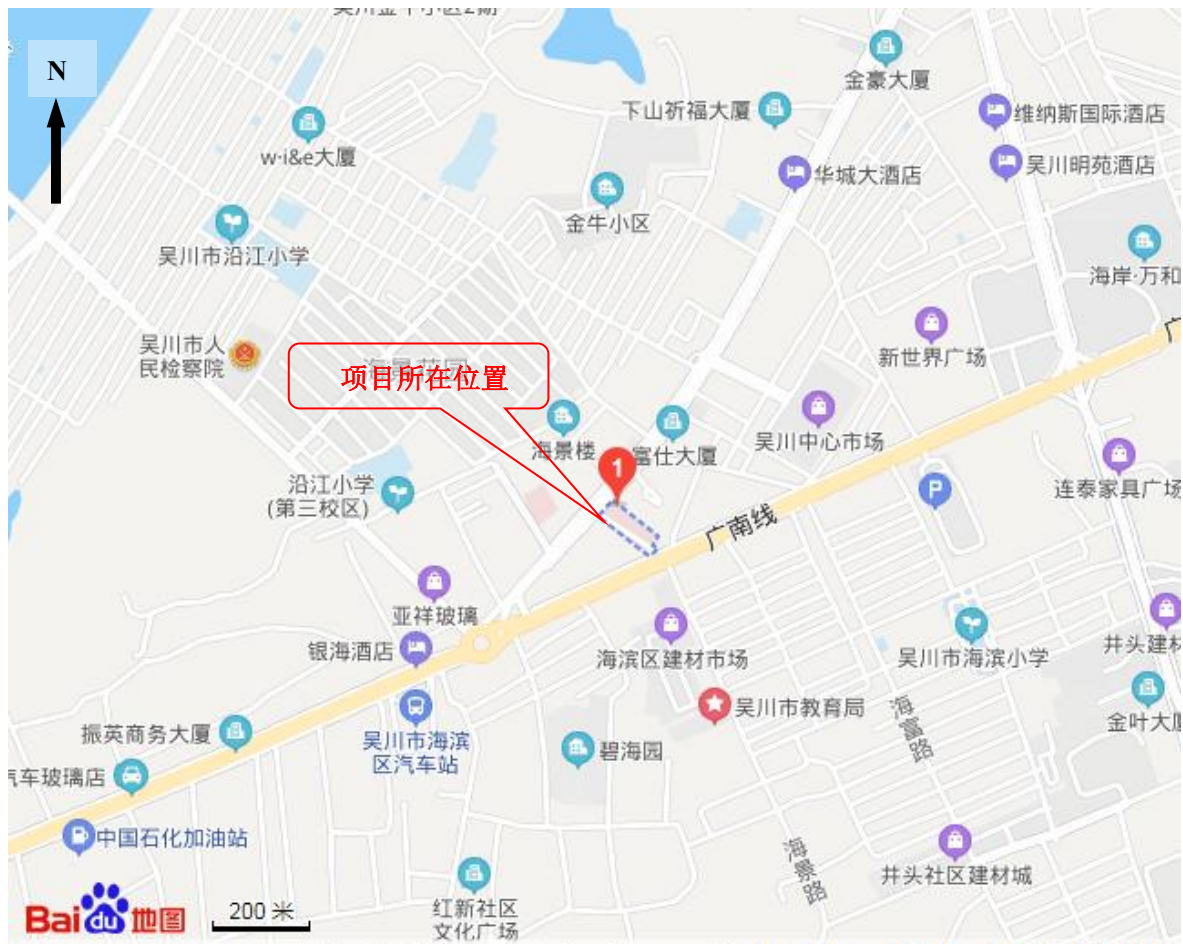 N
金豪大厦
下山祈福大厦
维纳斯国际酒店
w·i&e大厦
华城大酒店
吴川明苑酒店
金牛小区
吴川市沿江小学
海岸·万和
吴川市人
民检察院
新世界广场
项目所在位置
海景楼
富仕大厦
吴川中心市场
1
沿江小学
(第三校区)
P
连泰家具广场
广南线
亚祥玻璃
银海酒店
海滨区建材市场
吴川市海滨小学
井头建材
振英商务大厦
吴川市海滨
区汽车站
吴川市教育局
海富路
金叶大厦
碧海园
汽车玻璃店
中国石化加油站
海景路
井头社区建材城
红新社区
文化广场
Bai du 地图
200 米